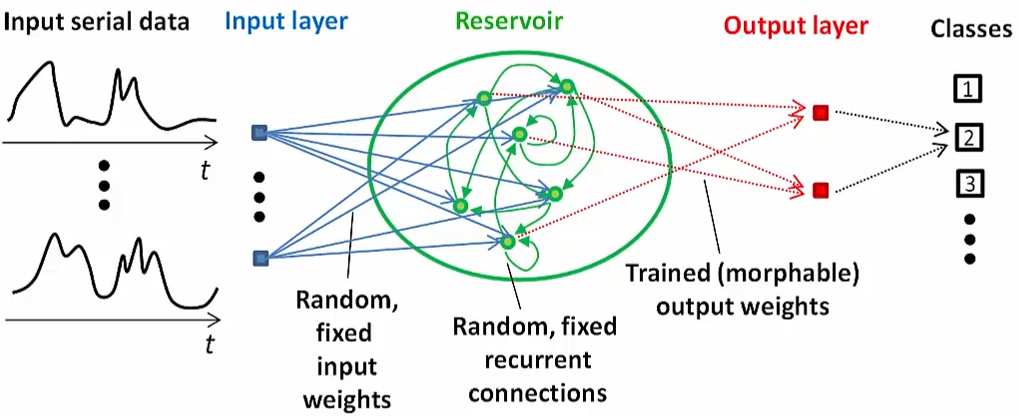 Input serial data
Input layer
Reservoir
Output layer
Classes
1
2
3
t
t
Random,
fixed
input
weights
Random, fixed
recurrent
connections
Trained (morphable)
output weights